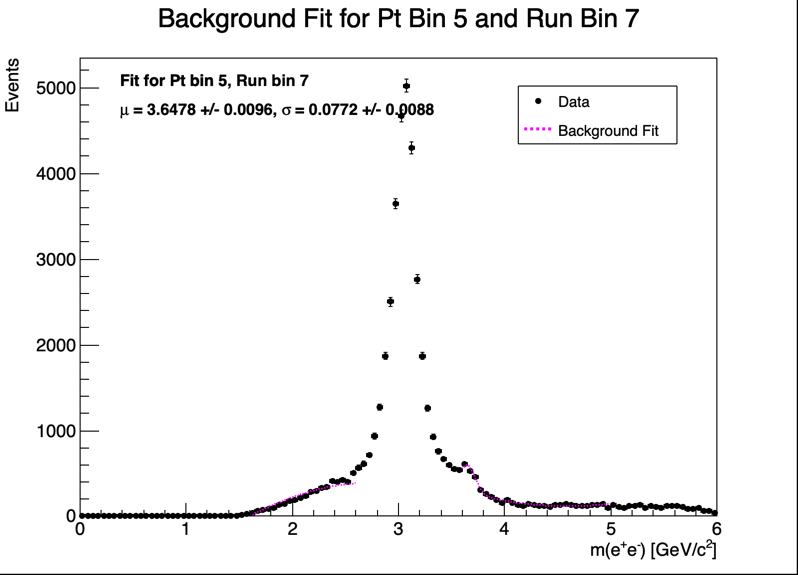 Background Fit for Pt Bin 5 and Run Bin 7
Events
Fit for Pt bin 5, Run bin 7
μ = 3.6478 +/- 0.0096, σ = 0.0772 +/- 0.0088
Data
Background Fit
5000
4000
3000
2000
1000
0
0 1 2 3 4 5 6
m(e⁺e⁻) [GeV/c²]